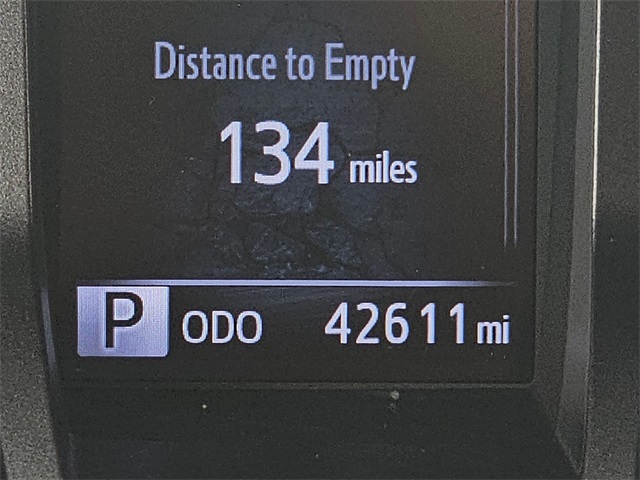 Distance to Empty
134 miles
P ODO 42611 mi